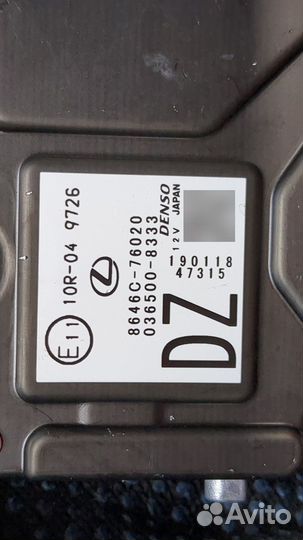 E11 10R-04 9726
8646C-76020
036500-8333
DENSO
12V JAPAN
190118
47315
DZ
Avito